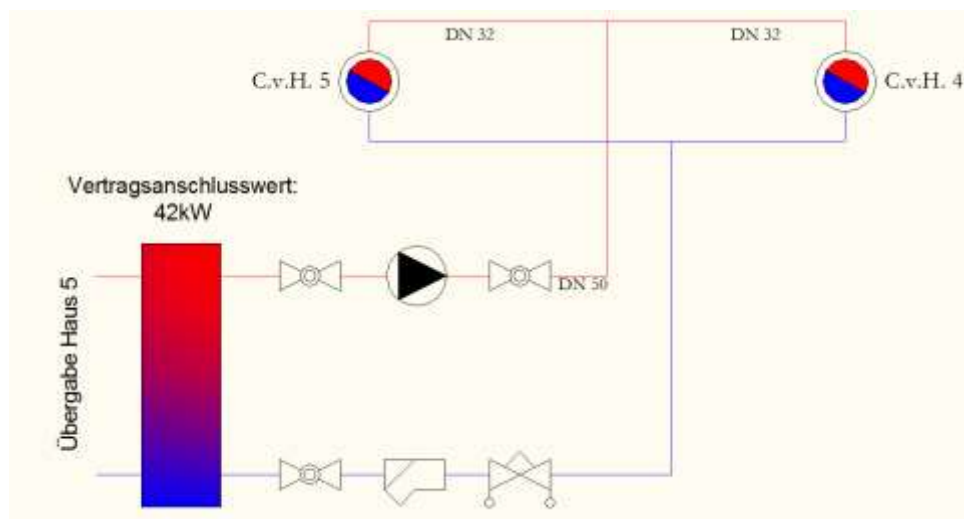 DN 32
DN 32
C.v.H. 5
C.v.H. 4
Vertragsanschlusswert:
42kW
DN 50
Übergabe Haus 5